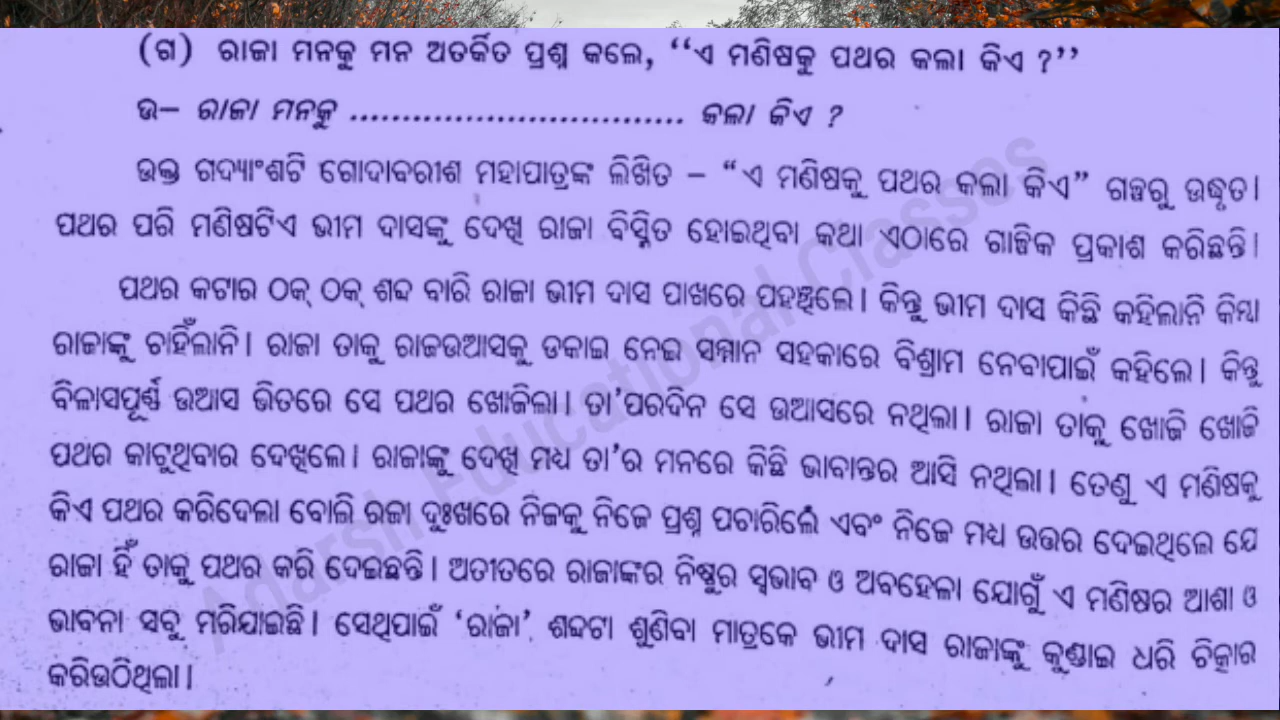 (ଗ) ରାଜା ମନକୁ ମନ ଅତର୍କିତ ପ୍ରଶ୍ନ କଲେ, ‘‘ଏ ମଣିଷକୁ ପଥର କଲା କିଏ ?’’
ଉ– ରାଜା ମନକୁ ................................ କଲା କିଏ ?
ଉକ୍ତ ଗଦ୍ୟାଂଶଟି ଗୋଦାବରୀଶ ମହାପାତ୍ରଙ୍କ ଲିଖିତ – “ଏ ମଣିଷକୁ ପଥର କଲା କିଏ” ଗଳ୍ପରୁ ଉଦ୍ଧୃତ।
ପଥର ପରି ମଣିଷଟିଏ ଭୀମ ଦାସଙ୍କୁ ଦେଖି ରାଜା ବିସ୍ମିତ ହୋଇଥିବା କଥା ଏଠାରେ ଗାଳ୍ପିକ ପ୍ରକାଶ କରିଛନ୍ତି।
ପଥର କଟାର ଠକ୍ ଠକ୍ ଶବ୍ଦ ବାରି ରାଜା ଭୀମ ଦାସ ପାଖରେ ପହଞ୍ଚିଲେ। କିନ୍ତୁ ଭୀମ ଦାସ କିଛି କହିଲାନି କିମ୍ବା
ରାଜାଙ୍କୁ ଚାହିଁଲାନି। ରାଜା ତାକୁ ରାଜଉଆସକୁ ଡକାଇ ନେଇ ସମ୍ମାନ ସହକାରେ ବିଶ୍ରାମ ନେବାପାଇଁ କହିଲେ। କିନ୍ତୁ
ବିଳାସପୂର୍ଣ୍ଣ ଉଆସ ଭିତରେ ସେ ପଥର ଖୋଜିଲା। ତା’ପରଦିନ ସେ ଉଆସରେ ନଥିଲା। ରାଜା ତାକୁ ଖୋଜି ଖୋଜି
ପଥର କାଟୁଥିବାର ଦେଖିଲେ। ରାଜାଙ୍କୁ ଦେଖି ମଧ୍ୟ ତା’ର ମନରେ କିଛି ଭାବାନ୍ତର ଆସି ନଥିଲା। ତେଣୁ ଏ ମଣିଷକୁ
କିଏ ପଥର କରିଦେଲା ବୋଲି ରଜା ଦୁଃଖରେ ନିଜକୁ ନିଜେ ପ୍ରଶ୍ନ ପଚାରିଲେଁ ଏବଂ ନିଜେ ମଧ୍ୟ ଉତ୍ତର ଦେଇଥିଲେ ଯେ
ରାଜା ହିଁ ତାକୁ ପଥର କରି ଦେଇଛନ୍ତି। ଅତୀତରେ ରାଜାଙ୍କର ନିଷ୍ଠୁର ସ୍ୱଭାବ ଓ ଅବହେଳା ଯୋଗୁଁ ଏ ମଣିଷର ଆଶା ଓ
ଭାବନା ସବୁ ମରିଯାଇଛି। ସେଥିପାଇଁ ‘ରାଜା’ ଶବ୍ଦଟା ଶୁଣିବା ମାତ୍ରକେ ଭୀମ ଦାସ ରାଜାଙ୍କୁ କୁଣ୍ଢାଇ ଧରି ଚିତ୍କାର
କରିଉଠିଥିଲା।
Adarsh Educational Classes